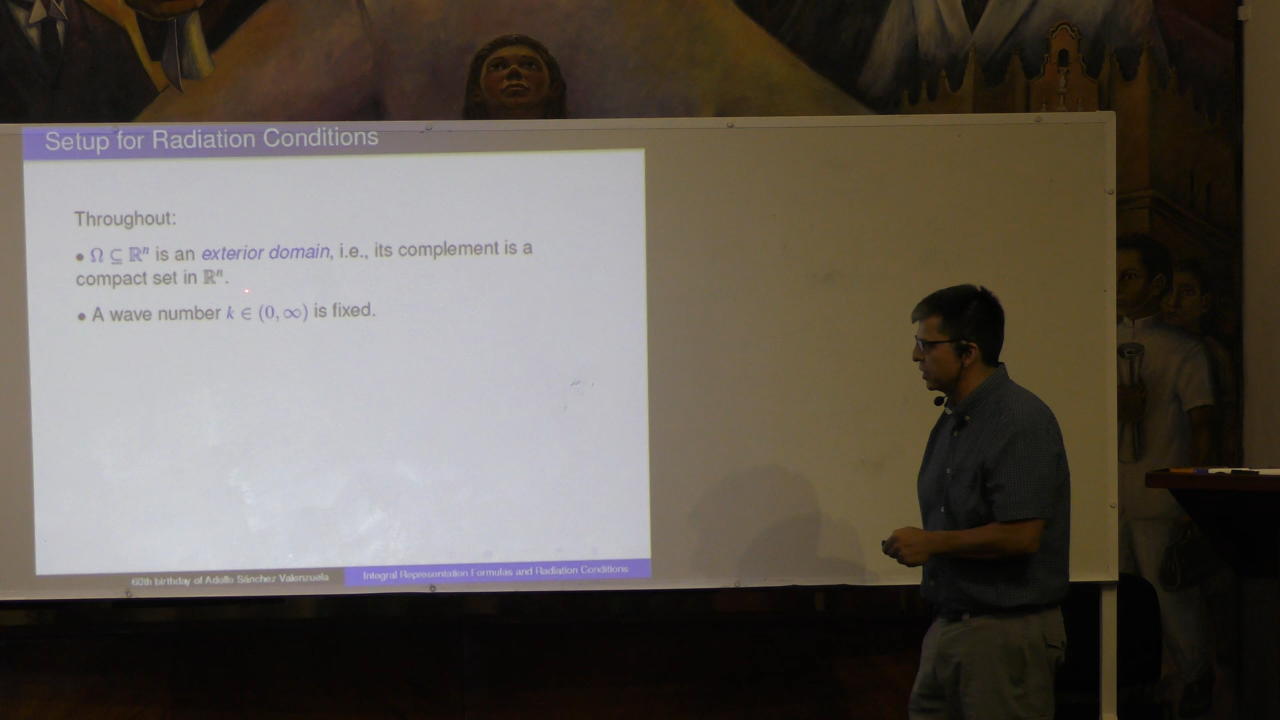 Setup for Radiation Conditions
Throughout:
• Ω ⊆ ℝⁿ is an exterior domain, i.e., its complement is a
compact set in ℝⁿ.
• A wave number k ∈ (0, ∞) is fixed.
60th birthday of Adolfo Sánchez Valenzuela
Integral Representation Formulas and Radiation Conditions